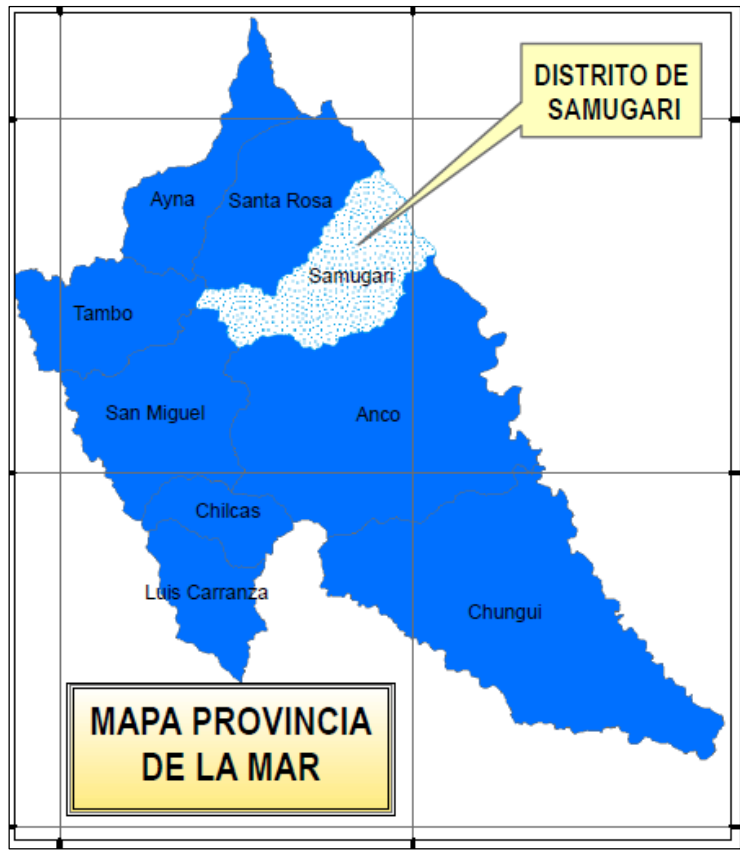 DISTRITO DE
SAMUGARI
Ayna
Santa Rosa
Samugari
Tambo
San Miguel
Anco
Chilcas
Luis Carranza
Chungui
MAPA PROVINCIA
DE LA MAR